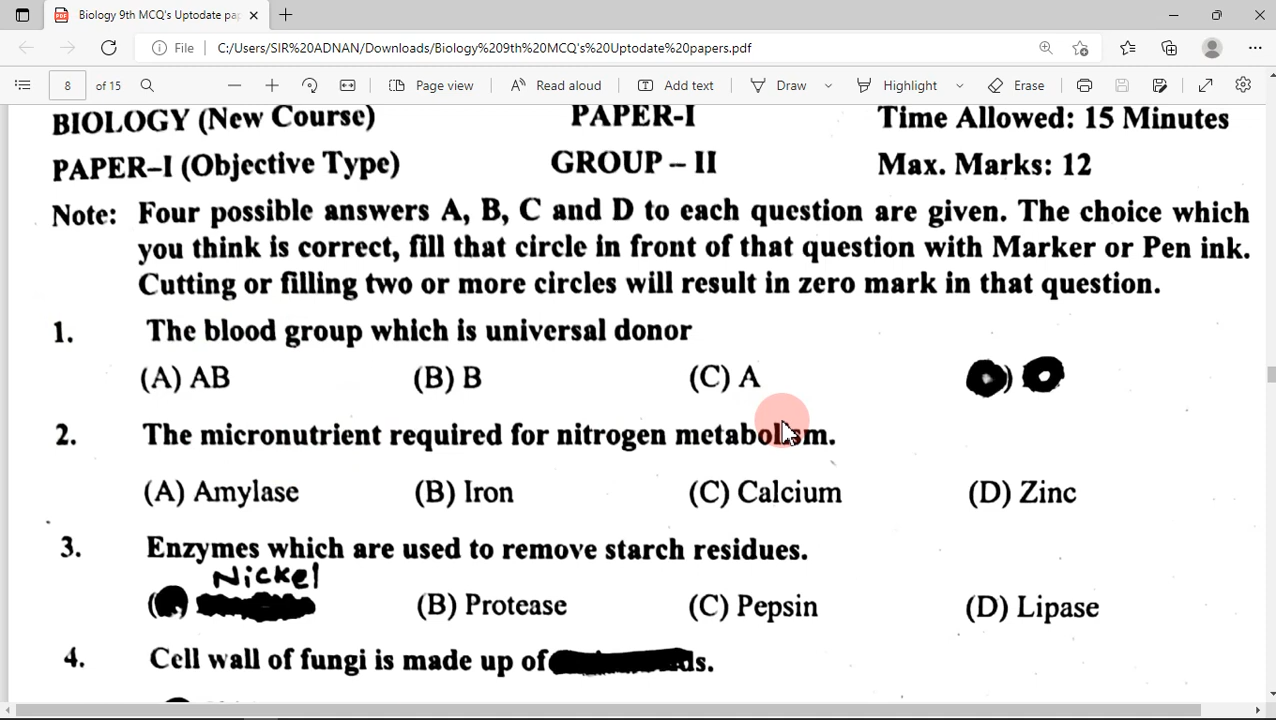 Biology 9th MCQ's Uptodate pap
File C:/Users/SIR%20ADNAN/Downloads/Biology%209th%20MCQ's%20Uptodate%20papers.pdf
8 of 15 Page view Read aloud Add text Draw Highlight Erase
BIOLOGY (New Course) PAPER-I Time Allowed: 15 Minutes
PAPER–I (Objective Type) GROUP – II Max. Marks: 12
Note: Four possible answers A, B, C and D to each question are given. The choice which
you think is correct, fill that circle in front of that question with Marker or Pen ink.
Cutting or filling two or more circles will result in zero mark in that question.
1. The blood group which is universal donor
(A) AB (B) B (C) A
2. The micronutrient required for nitrogen metabolism.
(A) Amylase (B) Iron (C) Calcium (D) Zinc
3. Enzymes which are used to remove starch residues.
Nickel
(B) Protease (C) Pepsin (D) Lipase
4. Cell wall of fungi is made up of